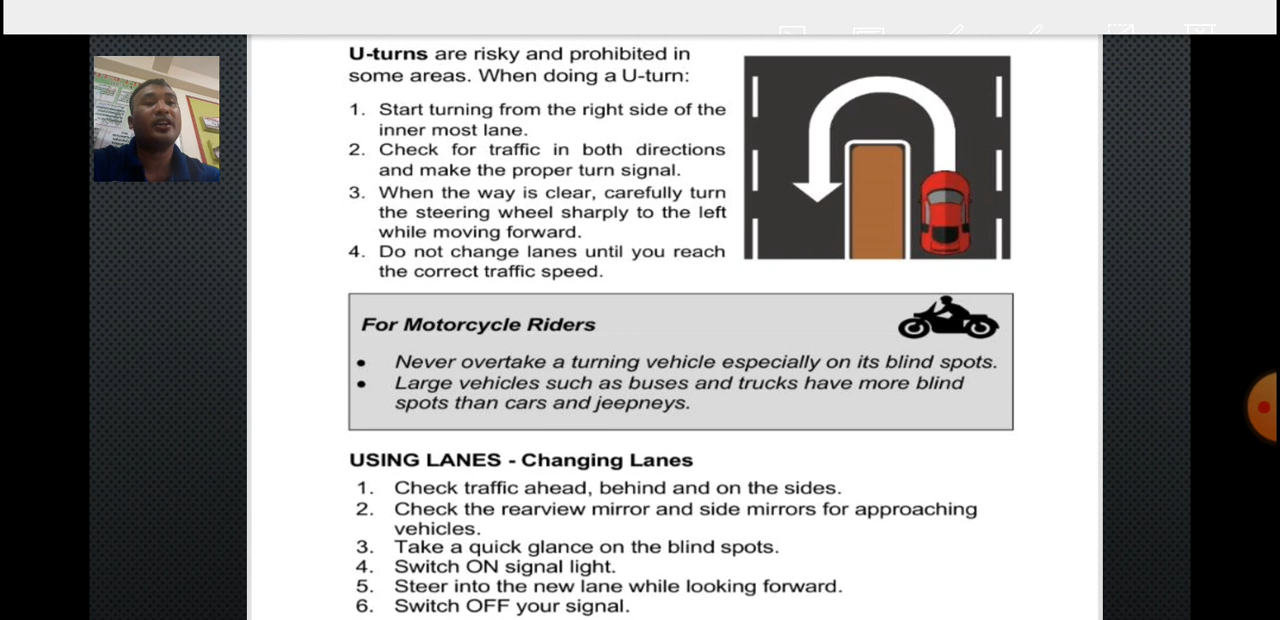 U-turns are risky and prohibited in
some areas. When doing a U-turn:
1. Start turning from the right side of the
inner most lane.
2. Check for traffic in both directions
and make the proper turn signal.
3. When the way is clear, carefully turn
the steering wheel sharply to the left
while moving forward.
4. Do not change lanes until you reach
the correct traffic speed.
For Motorcycle Riders
• Never overtake a turning vehicle especially on its blind spots.
• Large vehicles such as buses and trucks have more blind
spots than cars and jeepneys.
USING LANES - Changing Lanes
1. Check traffic ahead, behind and on the sides.
2. Check the rearview mirror and side mirrors for approaching
vehicles.
3. Take a quick glance on the blind spots.
4. Switch ON signal light.
5. Steer into the new lane while looking forward.
6. Switch OFF your signal.